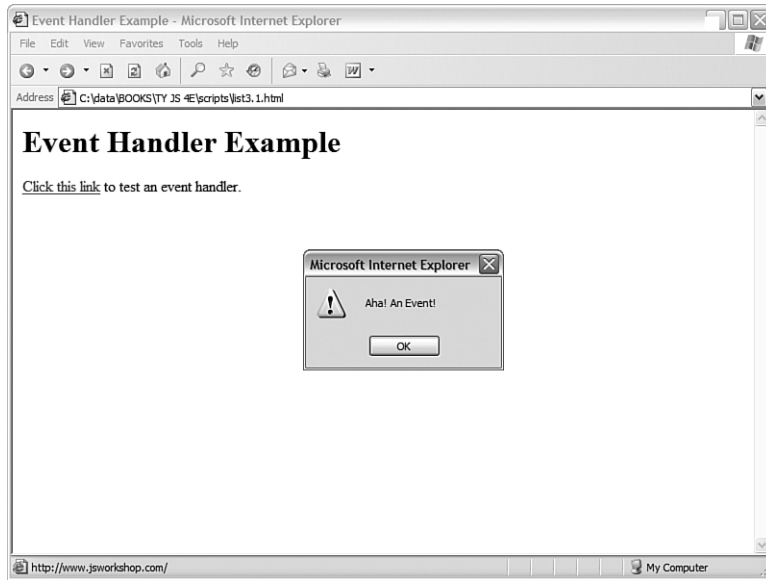 Event Handler Example - Microsoft Internet Explorer
File Edit View Favorites Tools Help
Address C:\data\BOOKS\TY JS 4E\scripts\list3.1.html
Event Handler Example
Click this link to test an event handler.
Microsoft Internet Explorer
Aha! An Event!
OK
http://www.jsworkshop.com/
My Computer